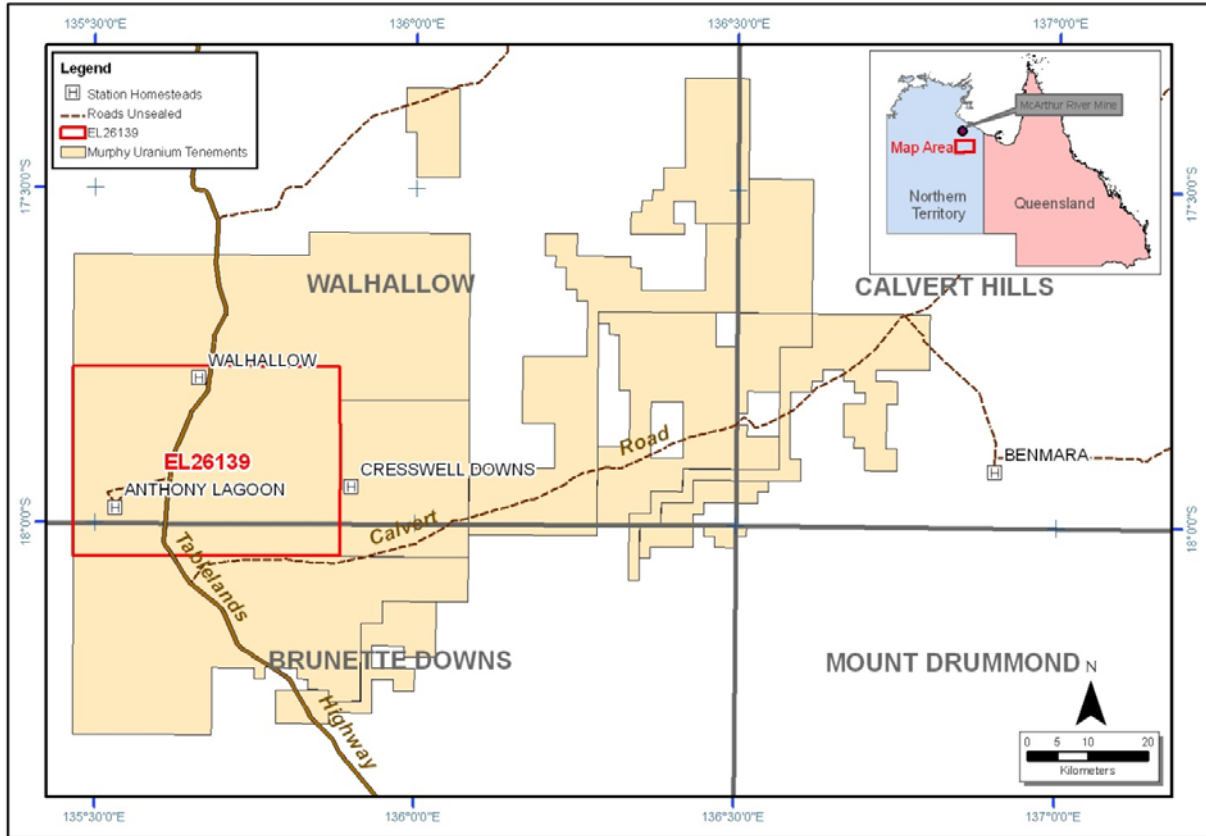 135°30'0"E
136°0'0"E
136°30'0"E
137°0'0"E
Legend
H Station Homesteads
Roads Unsealed
EL26139
Murphy Uranium Tenements
McArthur River Mine
Map Area
Northern
Territory
Queensland
17°30'0"S
17°30'0"S
WALHALLOW
CALVERT HILLS
WALHALLOW
H
EL26139
ANTHONY LAGOON
H
CRESSWELL DOWNS
H
Road
Calvert
BENMARA
H
18°0'0"S
18°0'0"S
Tablelands
Highway
BRUNETTE DOWNS
MOUNT DRUMMOND
N
0 5 10 20
Kilometers
135°30'0"E
136°0'0"E
136°30'0"E
137°0'0"E